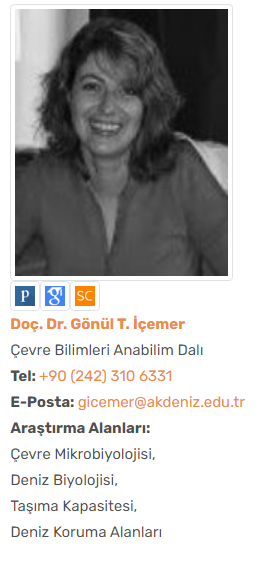 P g SC
Doç. Dr. Gönül T. İçemer
Çevre Bilimleri Anabilim Dalı
Tel: +90 (242) 310 6331
E-Posta: gicemer@akdeniz.edu.tr
Araştırma Alanları:
Çevre Mikrobiyolojisi,
Deniz Biyolojisi,
Taşıma Kapasitesi,
Deniz Koruma Alanları